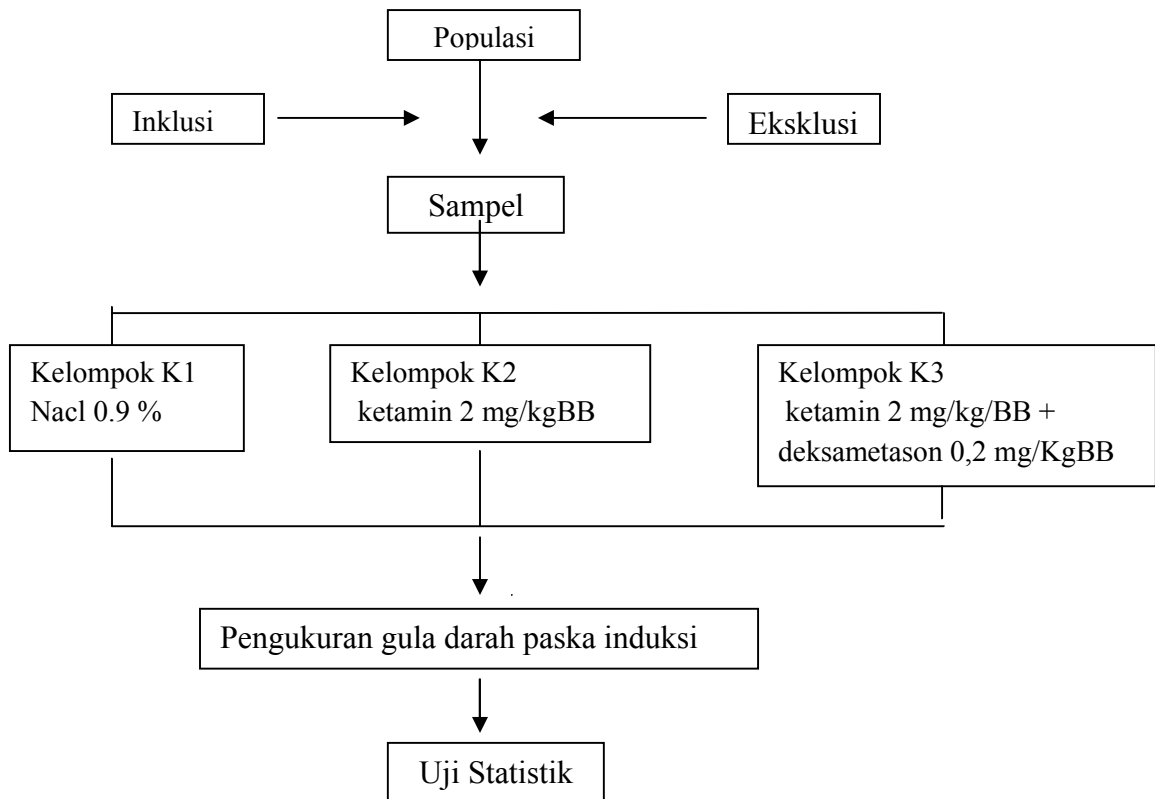 Populasi
Inklusi
Eksklusi
Sampel
Kelompok K1
Nacl 0.9 %
Kelompok K2
ketamin 2 mg/kgBB
Kelompok K3
ketamin 2 mg/kg/BB +
deksametason 0,2 mg/KgBB
Pengukuran gula darah paska induksi
Uji Statistik